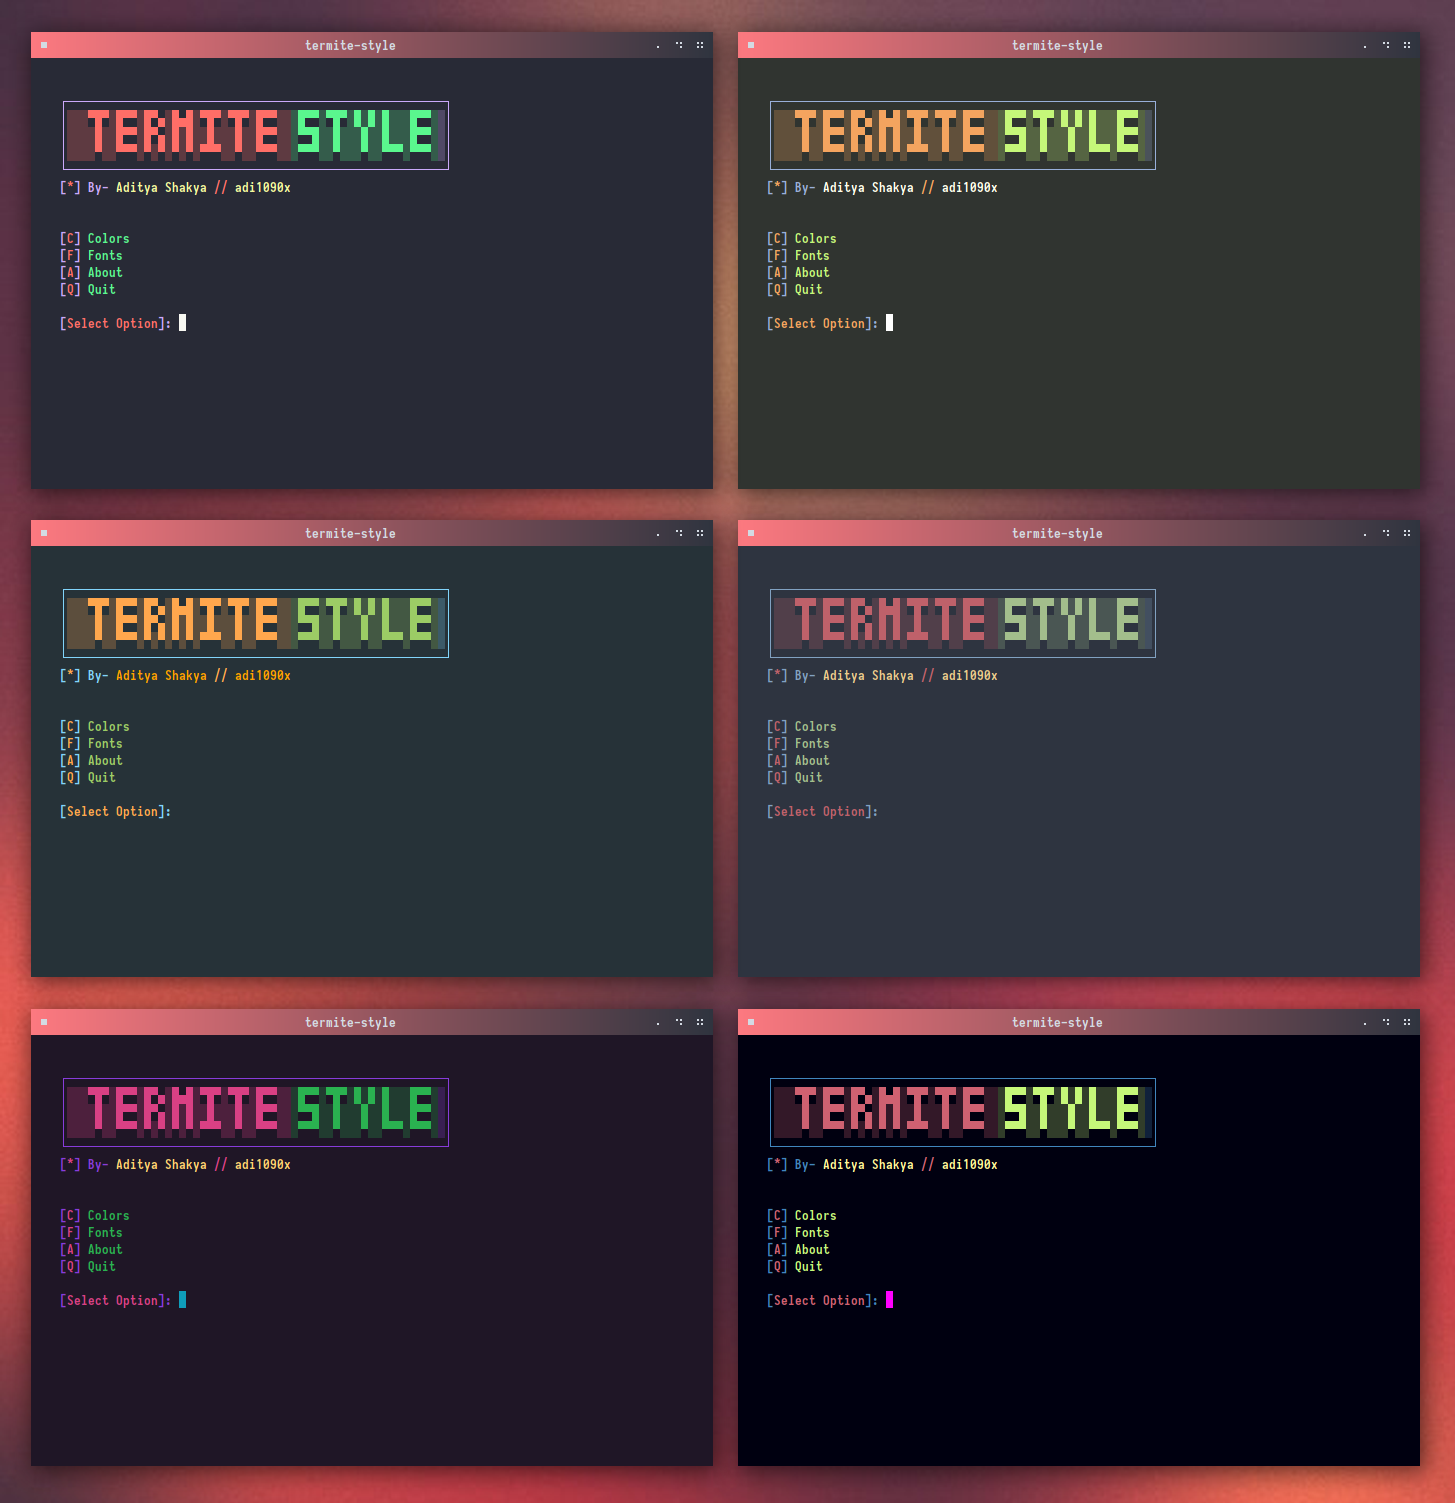 termite-style
TERMITE STYLE
[*] By- Aditya Shakya // adi1090x
[C] Colors
[F] Fonts
[A] About
[Q] Quit
[Select Option]:
termite-style
TERMITE STYLE
[*] By- Aditya Shakya // adi1090x
[C] Colors
[F] Fonts
[A] About
[Q] Quit
[Select Option]:
termite-style
TERMITE STYLE
[*] By- Aditya Shakya // adi1090x
[C] Colors
[F] Fonts
[A] About
[Q] Quit
[Select Option]:
termite-style
TERMITE STYLE
[*] By- Aditya Shakya // adi1090x
[C] Colors
[F] Fonts
[A] About
[Q] Quit
[Select Option]:
termite-style
TERMITE STYLE
[*] By- Aditya Shakya // adi1090x
[C] Colors
[F] Fonts
[A] About
[Q] Quit
[Select Option]:
termite-style
TERMITE STYLE
[*] By- Aditya Shakya // adi1090x
[C] Colors
[F] Fonts
[A] About
[Q] Quit
[Select Option]: